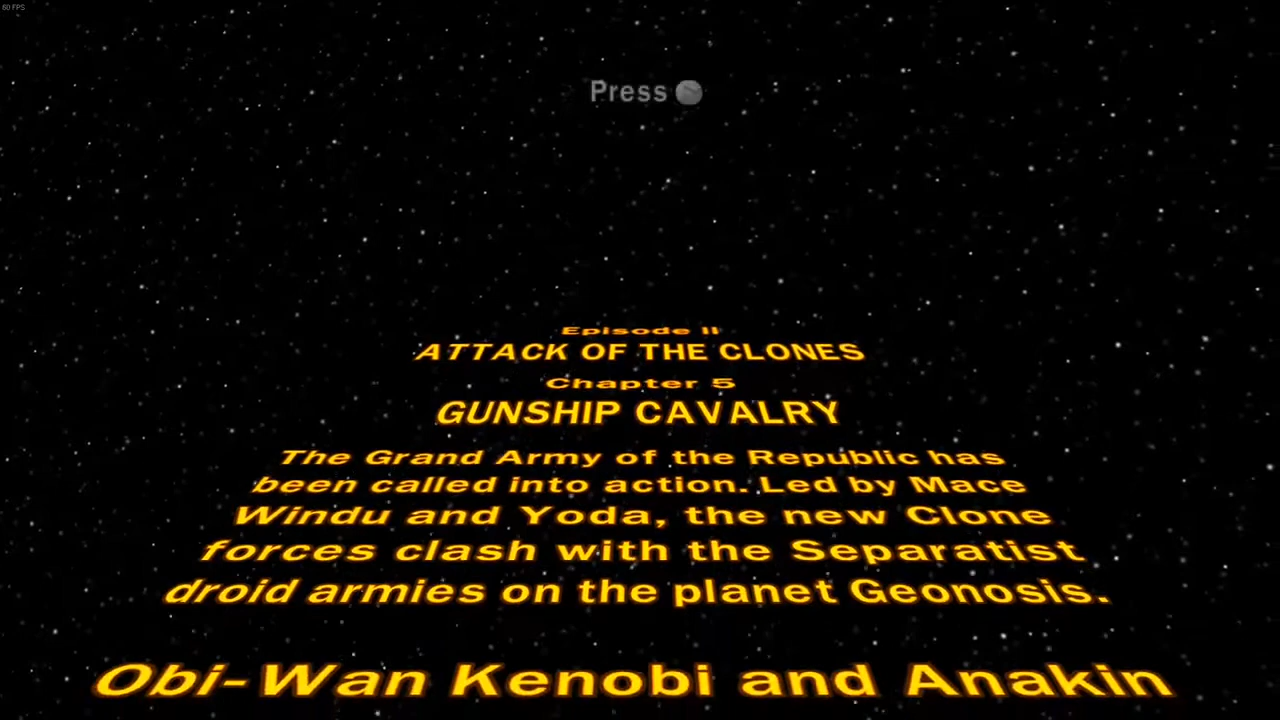 60 FPS
Press
Episode II
ATTACK OF THE CLONES
Chapter 5
GUNSHIP CAVALRY
The Grand Army of the Republic has
been called into action. Led by Mace
Windu and Yoda, the new Clone
forces clash with the Separatist
droid armies on the planet Geonosis.
Obi-Wan Kenobi and Anakin